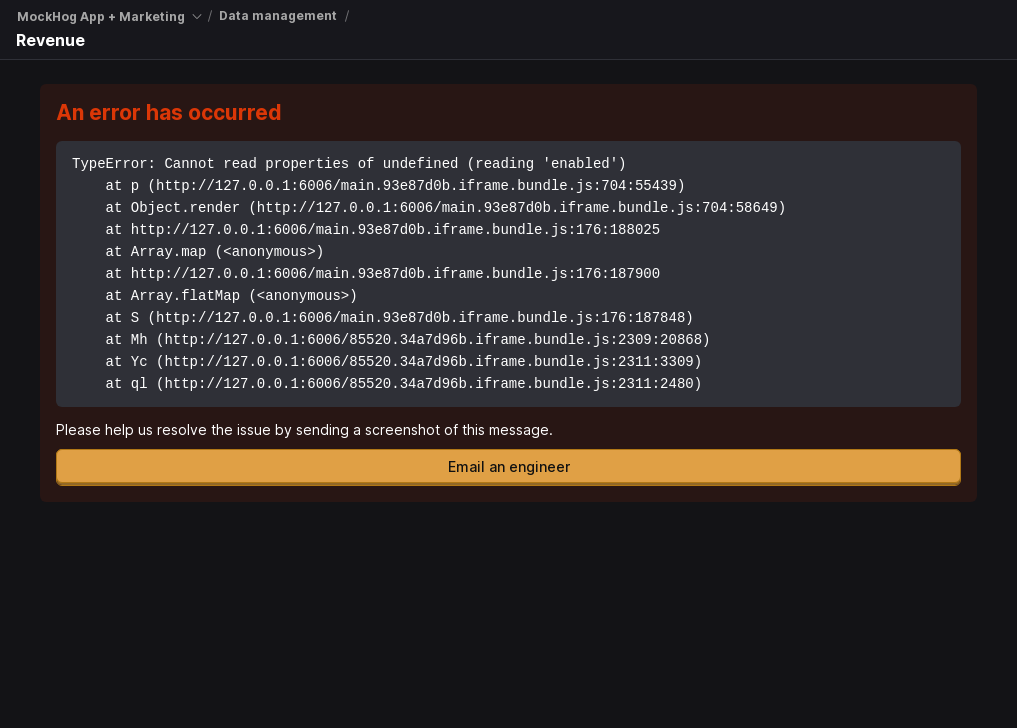 MockHog App + Marketing / Data management /
Revenue
An error has occurred
TypeError: Cannot read properties of undefined (reading 'enabled')
    at p (http://127.0.0.1:6006/main.93e87d0b.iframe.bundle.js:704:55439)
    at Object.render (http://127.0.0.1:6006/main.93e87d0b.iframe.bundle.js:704:58649)
    at http://127.0.0.1:6006/main.93e87d0b.iframe.bundle.js:176:188025
    at Array.map (<anonymous>)
    at http://127.0.0.1:6006/main.93e87d0b.iframe.bundle.js:176:187900
    at Array.flatMap (<anonymous>)
    at S (http://127.0.0.1:6006/main.93e87d0b.iframe.bundle.js:176:187848)
    at Mh (http://127.0.0.1:6006/85520.34a7d96b.iframe.bundle.js:2309:20868)
    at Yc (http://127.0.0.1:6006/85520.34a7d96b.iframe.bundle.js:2311:3309)
    at ql (http://127.0.0.1:6006/85520.34a7d96b.iframe.bundle.js:2311:2480)
Please help us resolve the issue by sending a screenshot of this message.
Email an engineer